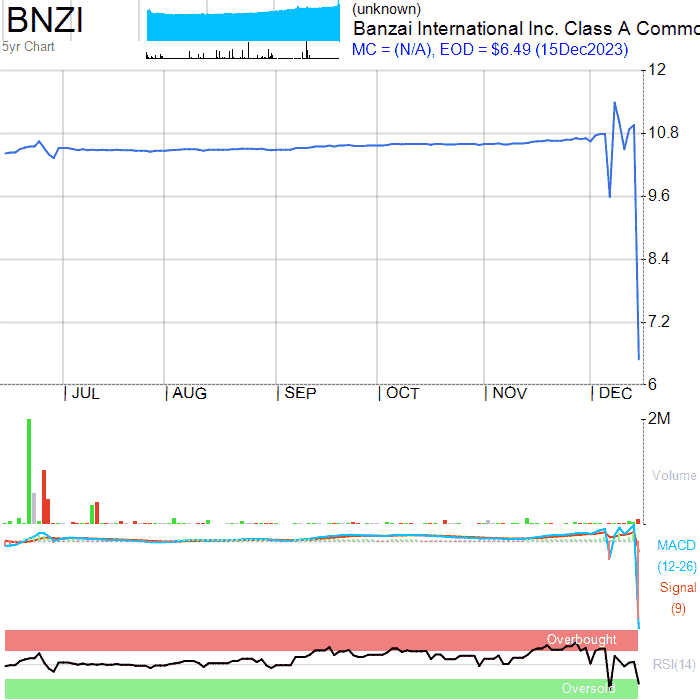 BNZI
5yr Chart
(unknown)
Banzai International Inc. Class A Commo
MC = (N/A), EOD = $6.49 (15Dec2023)
12
10.8
9.6
8.4
7.2
6
JUL AUG SEP OCT NOV DEC
2M
Volume
MACD
(12-26)
Signal
(9)
Overbought
RSI(14)
Oversold